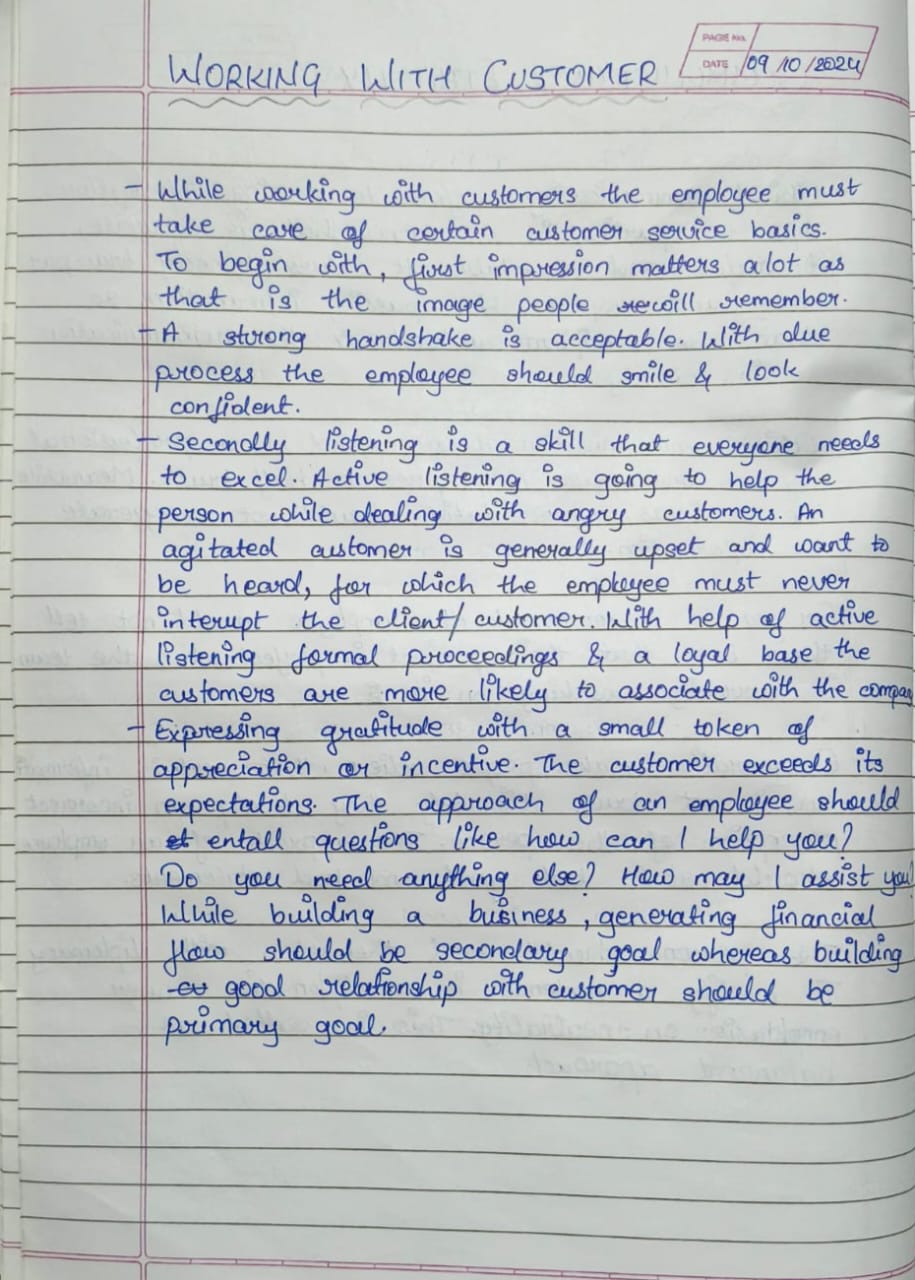 PAGE No.
DATE 09/10/2024
WORKING WITH CUSTOMER
- While working with customers the employee must
take care of certain customer service basics.
To begin with, first impression matters alot as
that is the image people will remember.
- A strong handshake is acceptable. With due
process the employee should smile & look
confident.
- Secondly listening is a skill that everyone needs
to excel. Active listening is going to help the
person while dealing with angry customers. An
agitated customer is generally upset and want to
be heard, for which the employee must never
interupt the client/customer. With help of active
listening formal proceedings & a loyal base the
customers are more likely to associate with the compan
- Expressing gratitude with a small token of
appreciation or incentive. The customer exceeds its
expectations. The approach of an employee should
entall questions like how can I help you?
Do you need anything else? How may I assist you
While building a business, generating financial
flow should be secondary goal whereas building
good relationship with customer should be
primary goal.